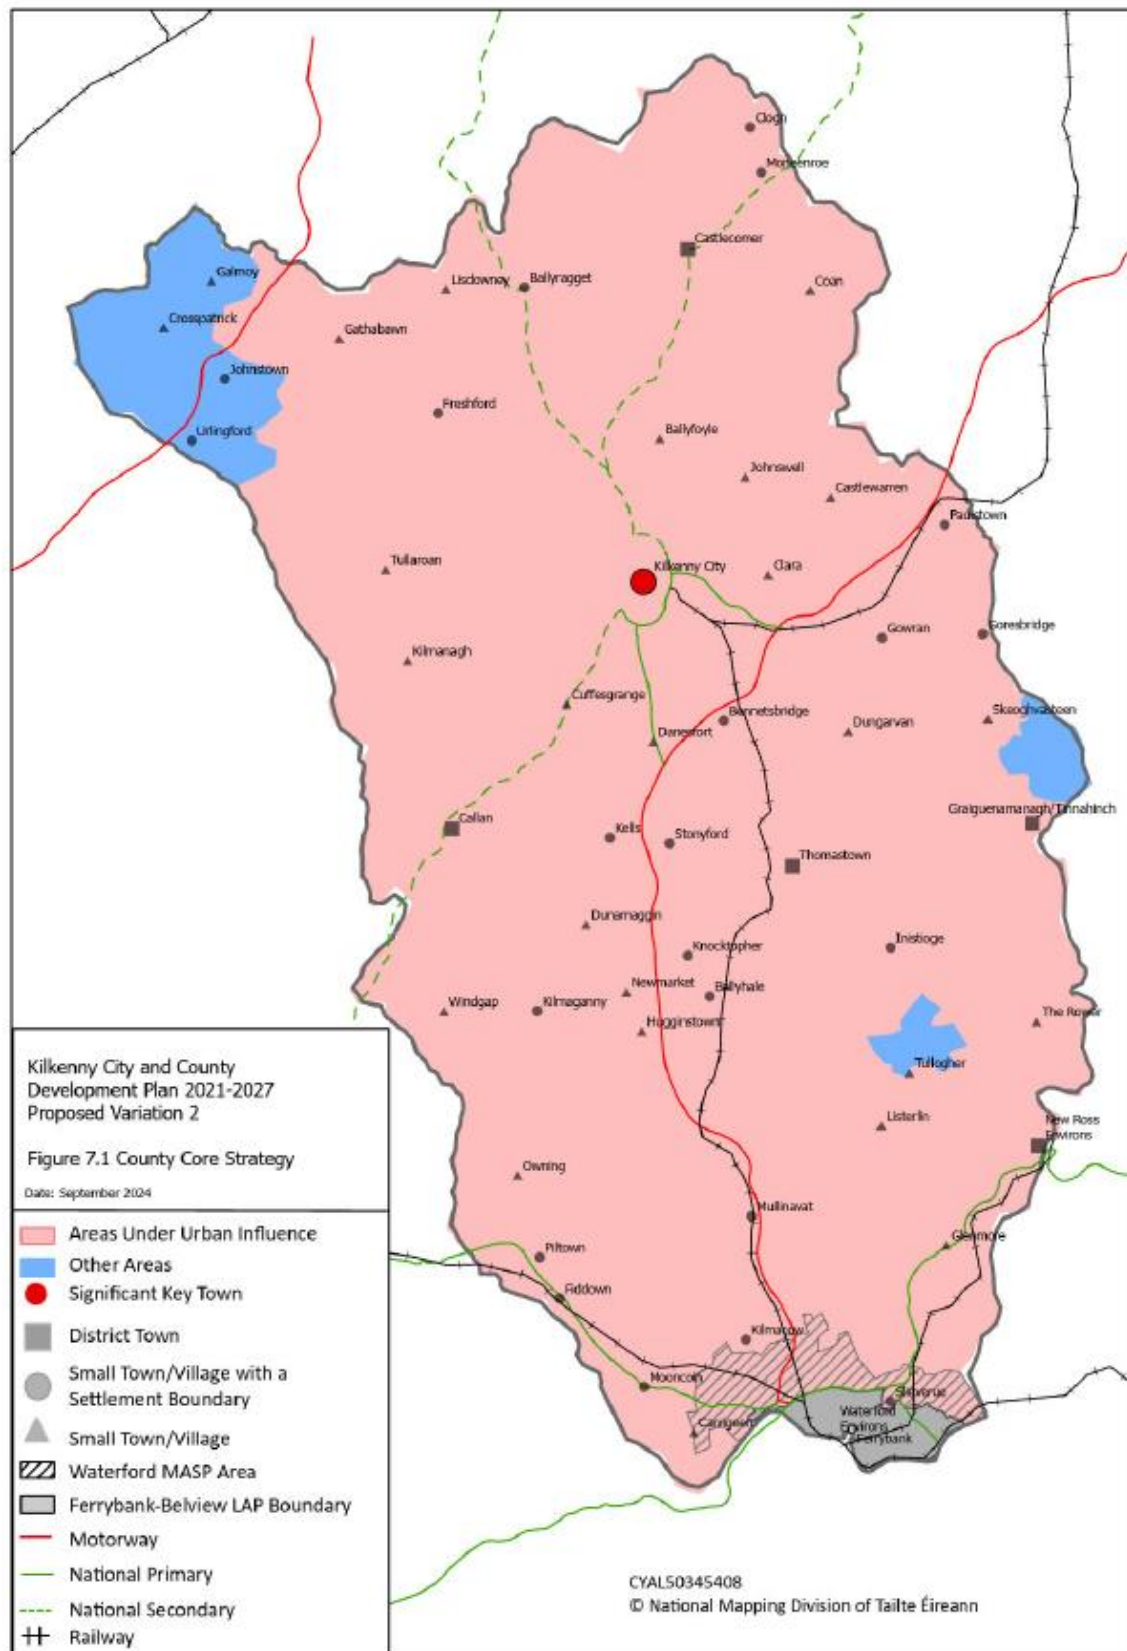 Clogh
Moneenroe
Castlecomer
Galmoy
Lisdowney
Ballyragget
Coan
Crosspatrick
Gathabawn
Johnstown
Freshford
Urlingford
Ballyfoyle
Johnswell
Castlewarren
Paulstown
Tullaroan
Kilkenny City
Clara
Gowran
Goresbridge
Kilmanagh
Cuffesgrange
Bennetsbridge
Dungarvan
Skeoghvasteen
Danesfort
Graiguenamanagh/Tinnahinch
Callan
Kells
Stonyford
Thomastown
Dunamaggin
Knocktopher
Inistioge
Newmarket
Ballyhale
Windgap
Kilmaganny
Hugginstown
The Rower
Tullogher
Listerlin
New Ross
Environs
Owning
Mullinavat
Glenmore
Piltown
Fiddown
Kilmacow
Mooncoin
Slieverue
Carrigeen
Waterford
Environs
Ferrybank
Kilkenny City and County
Development Plan 2021-2027
Proposed Variation 2
Figure 7.1 County Core Strategy
Date: September 2024
Areas Under Urban Influence
Other Areas
Significant Key Town
District Town
Small Town/Village with a
Settlement Boundary
Small Town/Village
Waterford MASP Area
Ferrybank-Belview LAP Boundary
Motorway
National Primary
National Secondary
Railway
CYAL50345408
© National Mapping Division of Tailte Éireann